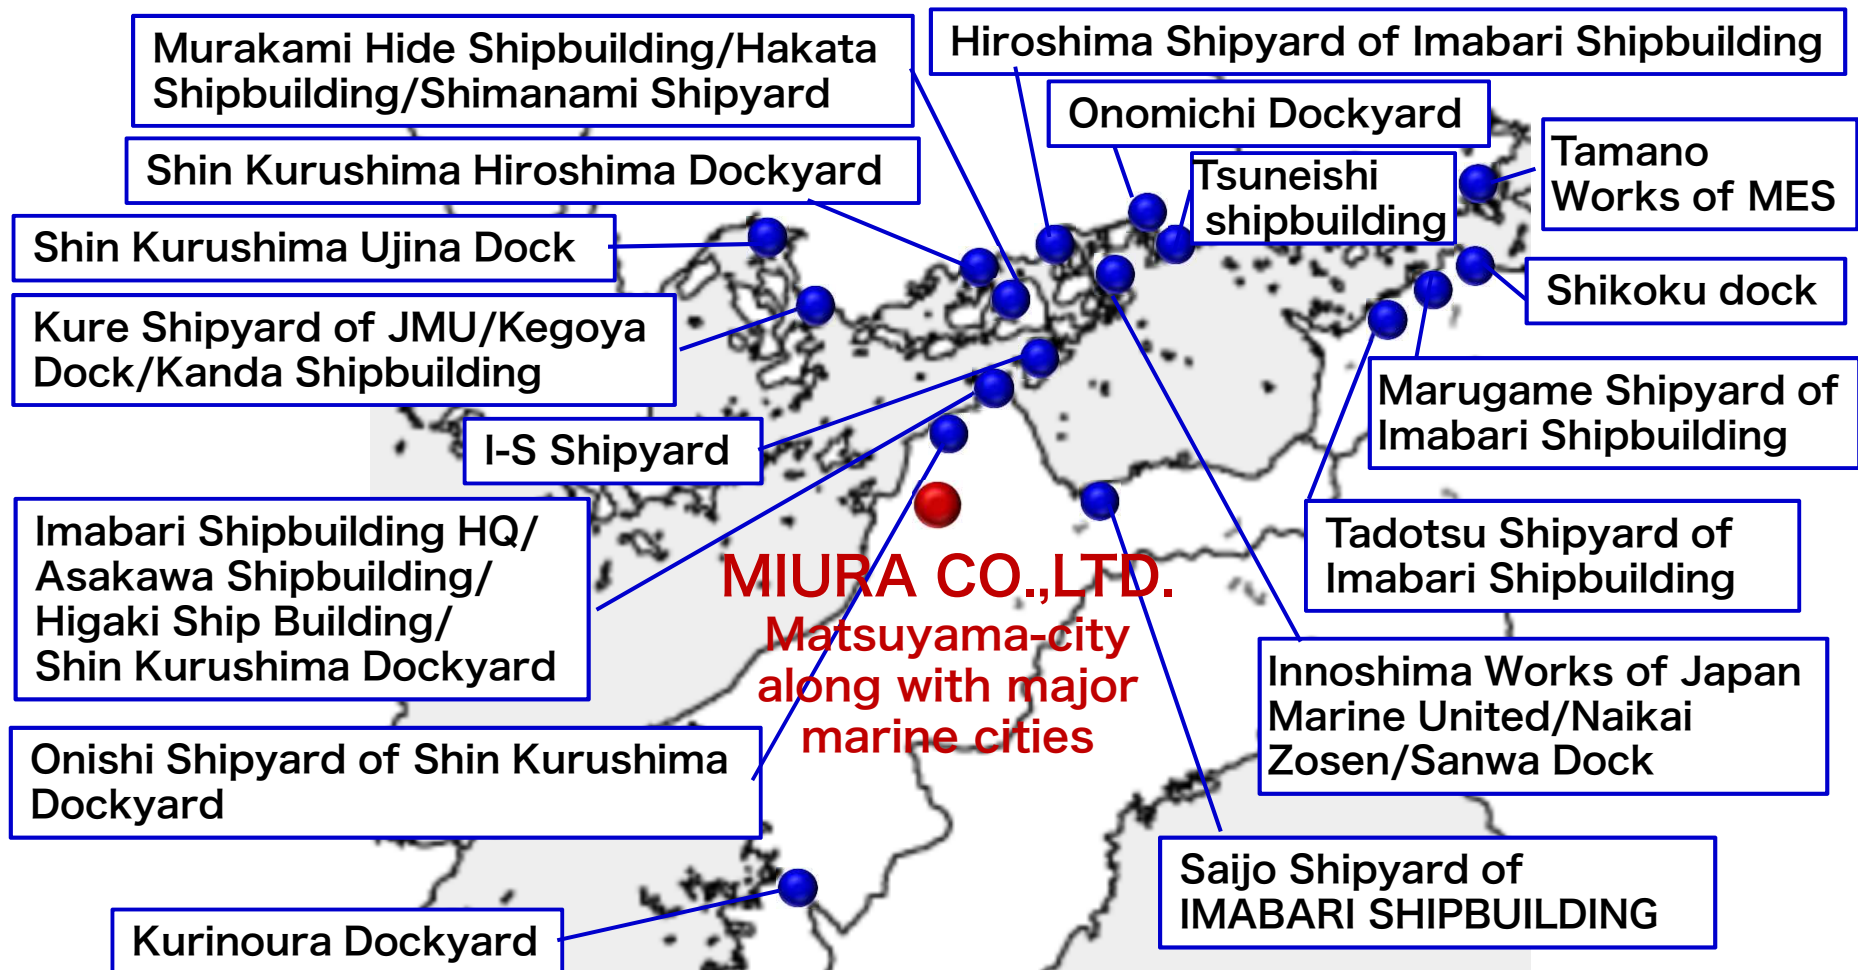 Murakami Hide Shipbuilding/Hakata
Shipbuilding/Shimanami Shipyard
Hiroshima Shipyard of Imabari Shipbuilding
Onomichi Dockyard
Shin Kurushima Hiroshima Dockyard
Tsuneishi
shipbuilding
Tamano
Works of MES
Shin Kurushima Ujina Dock
Shikoku dock
Kure Shipyard of JMU/Kegoya
Dock/Kanda Shipbuilding
Marugame Shipyard of
Imabari Shipbuilding
I-S Shipyard
Imabari Shipbuilding HQ/
Asakawa Shipbuilding/
Higaki Ship Building/
Shin Kurushima Dockyard
Tadotsu Shipyard of
Imabari Shipbuilding
MIURA CO.,LTD.
Matsuyama-city
along with major
marine cities
Innoshima Works of Japan
Marine United/Naikai
Zosen/Sanwa Dock
Onishi Shipyard of Shin Kurushima
Dockyard
Saijo Shipyard of
IMABARI SHIPBUILDING
Kurinoura Dockyard